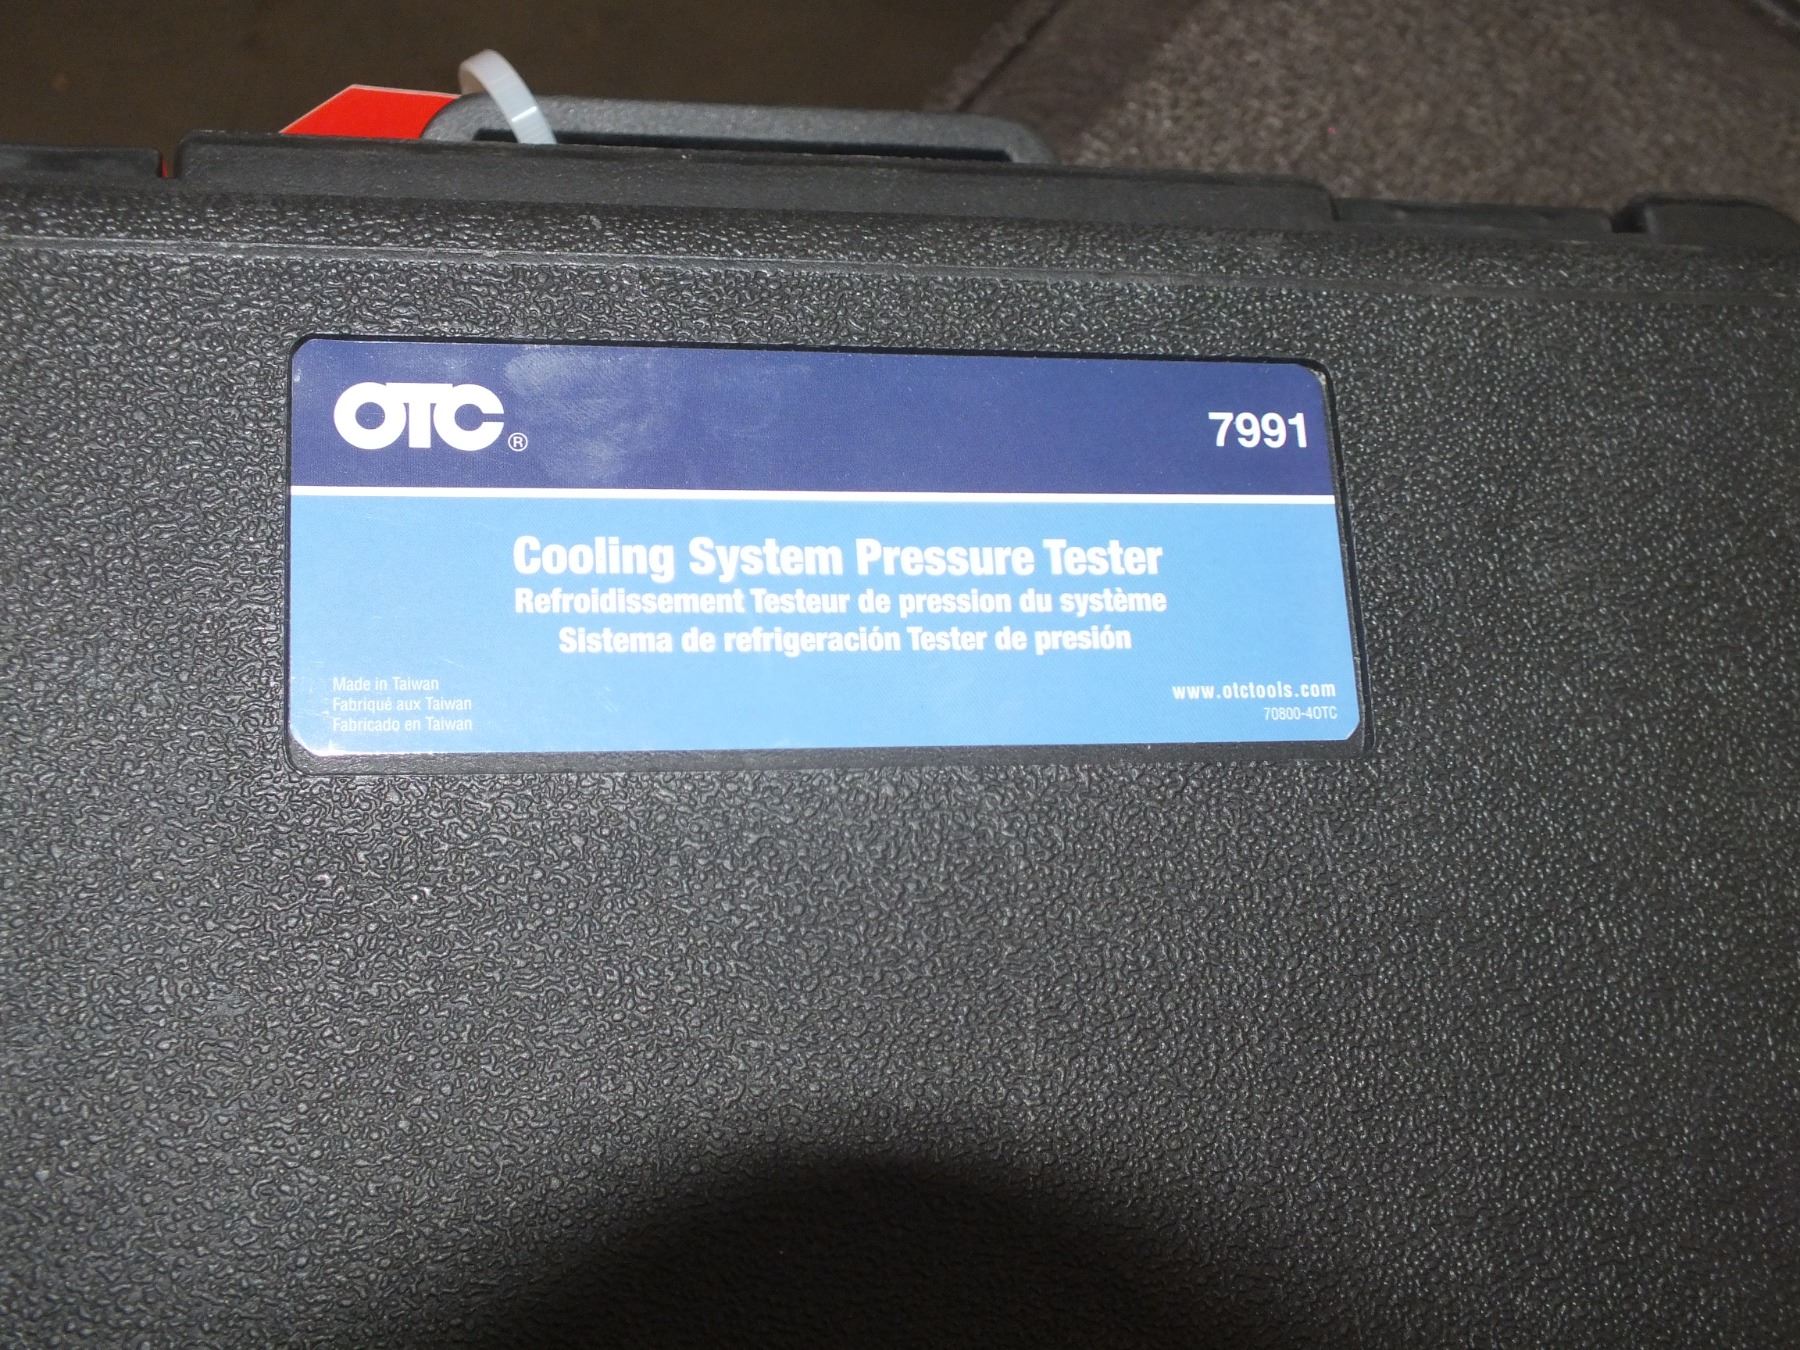 OTC®
7991
Cooling System Pressure Tester
Refroidissement Testeur de pression du système
Sistema de refrigeración Tester de presión
Made in Taiwan
Fabriqué aux Taiwan
Fabricado en Taiwan
www.otctools.com
70800-4OTC